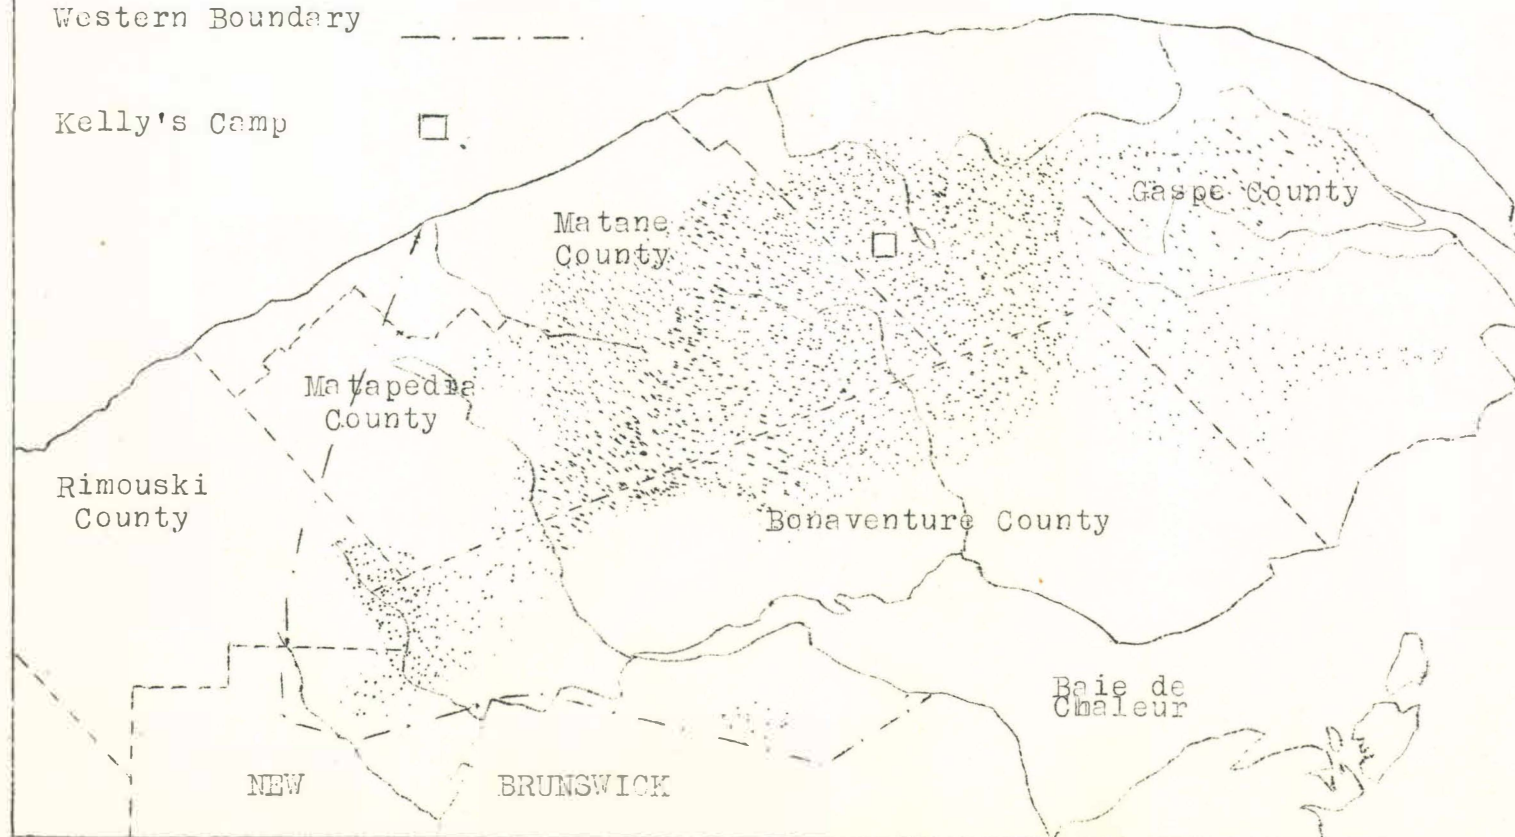 Western Boundary
Kelly's Camp
Gaspe County
Matane
County
Matapedia
County
Rimouski
County
Bonaventure County
Baie de
Chaleur
NEW BRUNSWICK